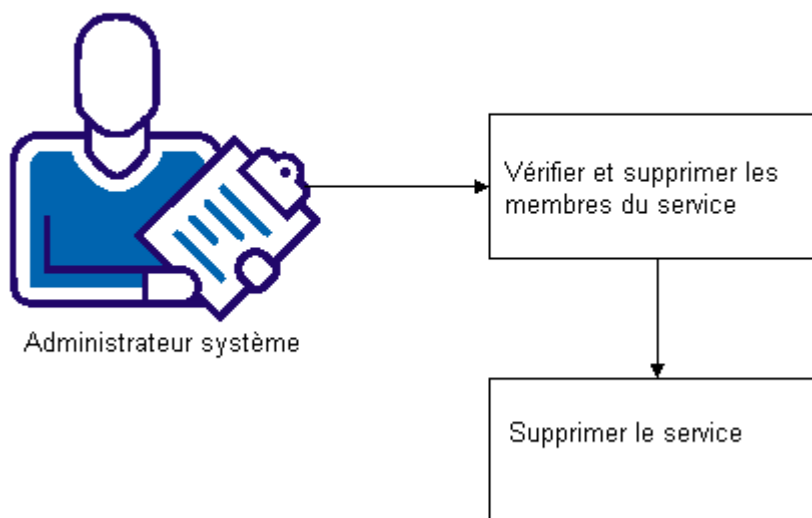 Vérifier et supprimer les
membres du service
Administrateur système
Supprimer le service